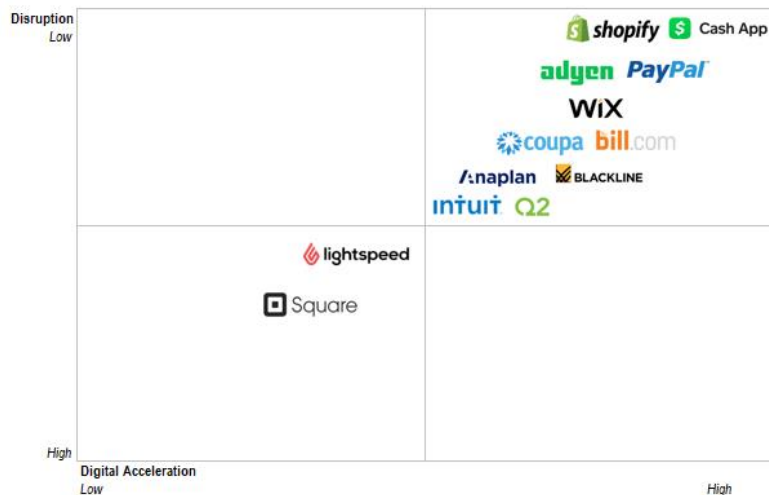 Disruption
Low
shopify Cash App
adyen PayPal
WiX
coupa bill.com
Anaplan BLACKLINE
INTUIT Q2
lightspeed
Square
High
Digital Acceleration
Low High